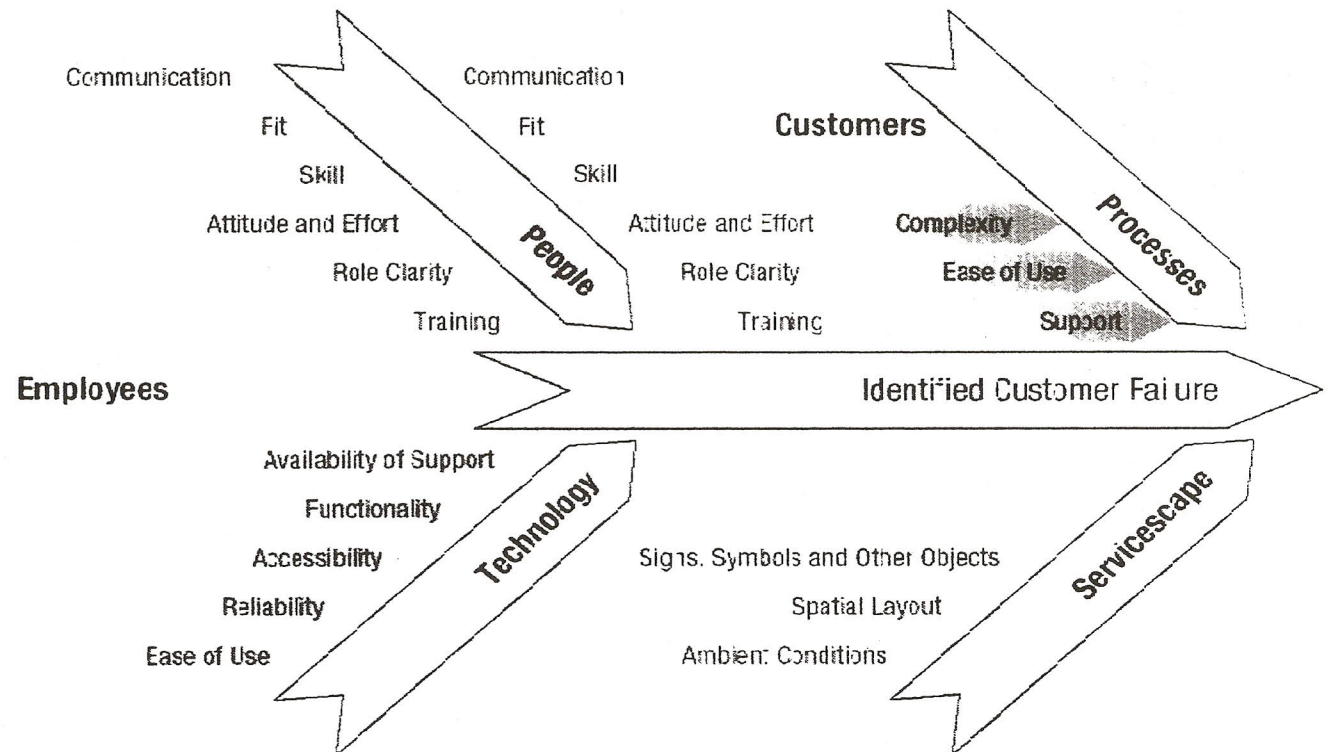 Communication
Fit
Skill
Attitude and Effort
Role Clarity
Training
People
Communication
Fit
Skill
Attitude and Effort
Role Clarity
Training
Customers
Complexity
Ease of Use
Support
Processes
Employees
Identified Customer Failure
Availability of Support
Functionality
Accessibility
Reliability
Ease of Use
Technology
Signs, Symbols and Other Objects
Spatial Layout
Ambient Conditions
Servicescape